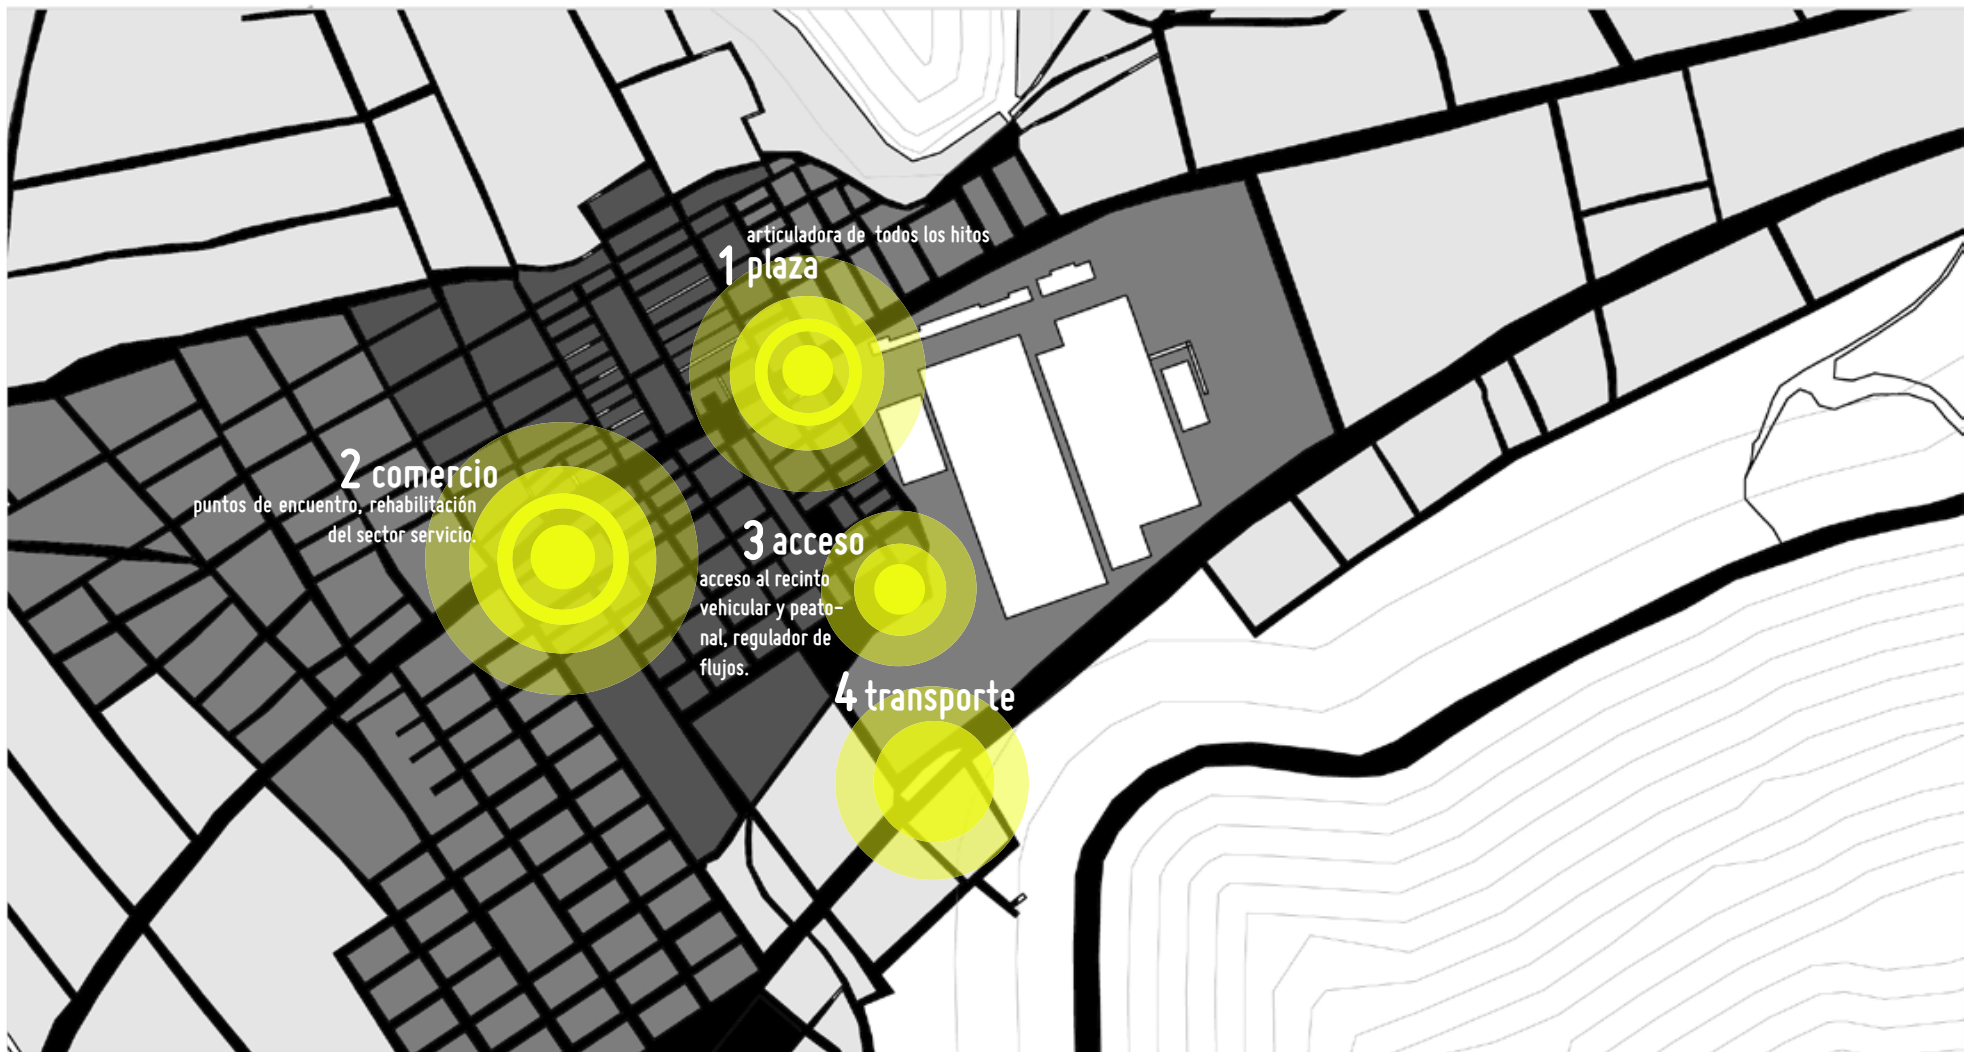 articuladora de todos los hitos
1 plaza
2 comercio
puntos de encuentro, rehabilitación
del sector servicio.
3 acceso
acceso al recinto
vehicular y peato-
nal, regulador de
flujos.
4 transporte